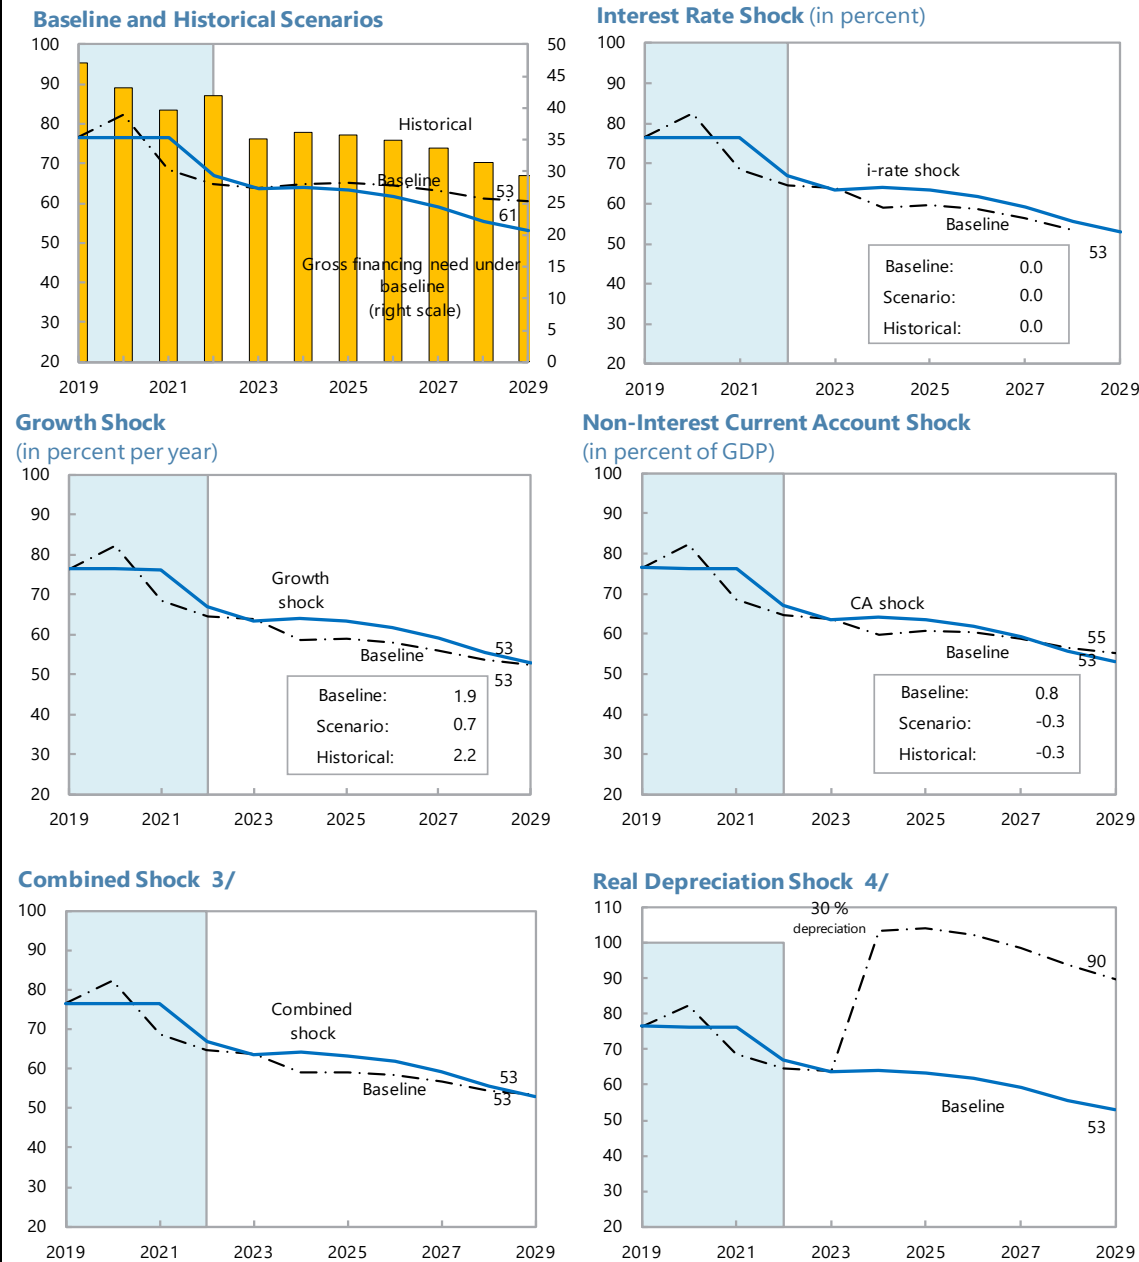 Baseline and Historical Scenarios
100
90
80
70
60
50
40
30
20
50
45
40
35
30
25
20
15
10
5
0
Historical
Baseline
53
61
Gross financing need under
baseline
(right scale)
2019 2021 2023 2025 2027 2029
Interest Rate Shock (in percent)
100
90
80
70
60
50
40
30
20
i-rate shock
Baseline
53
Baseline: 0.0
Scenario: 0.0
Historical: 0.0
2019 2021 2023 2025 2027 2029
Growth Shock
(in percent per year)
100
90
80
70
60
50
40
30
20
Growth
shock
Baseline
53
53
Baseline: 1.9
Scenario: 0.7
Historical: 2.2
2019 2021 2023 2025 2027 2029
Non-Interest Current Account Shock
(in percent of GDP)
100
90
80
70
60
50
40
30
20
CA shock
Baseline
55
53
Baseline: 0.8
Scenario: -0.3
Historical: -0.3
2019 2021 2023 2025 2027 2029
Combined Shock 3/
100
90
80
70
60
50
40
30
20
Combined
shock
Baseline
53
53
2019 2021 2023 2025 2027 2029
Real Depreciation Shock 4/
110
100
90
80
70
60
50
40
30
20
30 %
depreciation
90
Baseline
53
2019 2021 2023 2025 2027 2029